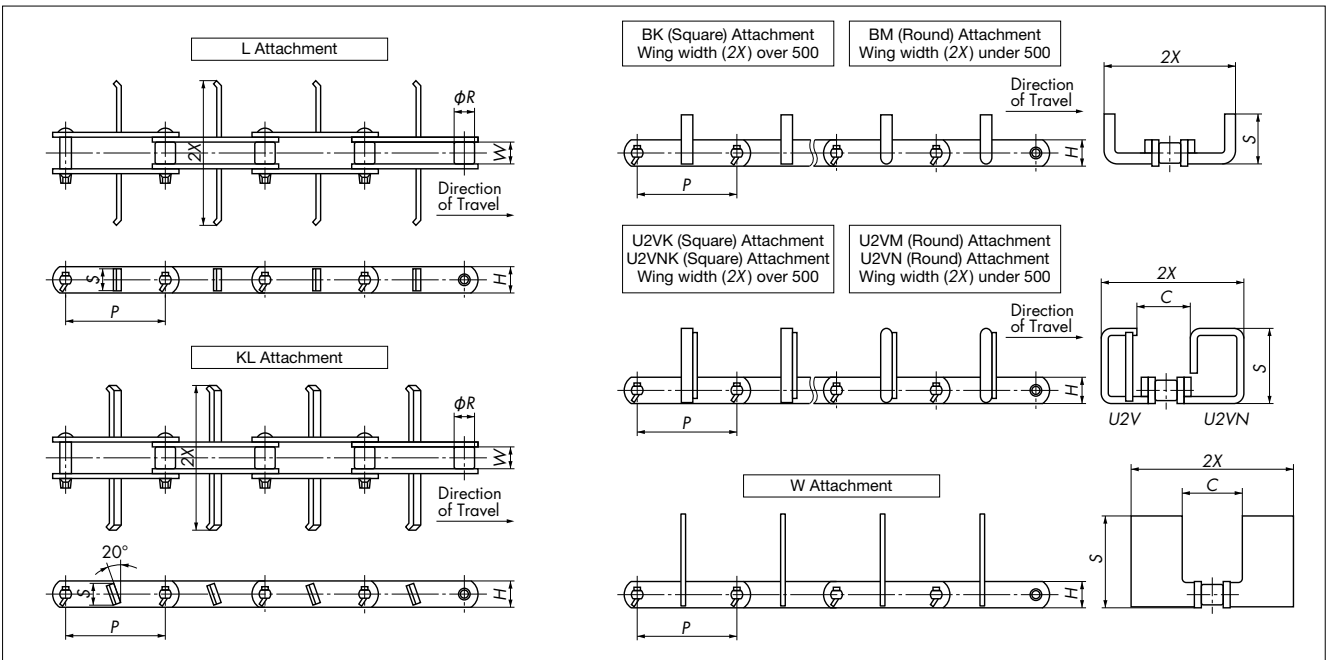 L Attachment
2X
φR
W
Direction
of Travel
S
H
P
KL Attachment
2X
φR
W
Direction
of Travel
20°
S
H
P
BK (Square) Attachment
Wing width (2X) over 500
BM (Round) Attachment
Wing width (2X) under 500
Direction
of Travel
2X
S
H
P
U2VK (Square) Attachment
U2VNK (Square) Attachment
Wing width (2X) over 500
U2VM (Round) Attachment
U2VN (Round) Attachment
Wing width (2X) under 500
Direction
of Travel
2X
C
S
H
P
U2V
U2VN
W Attachment
2X
C
S
H
P